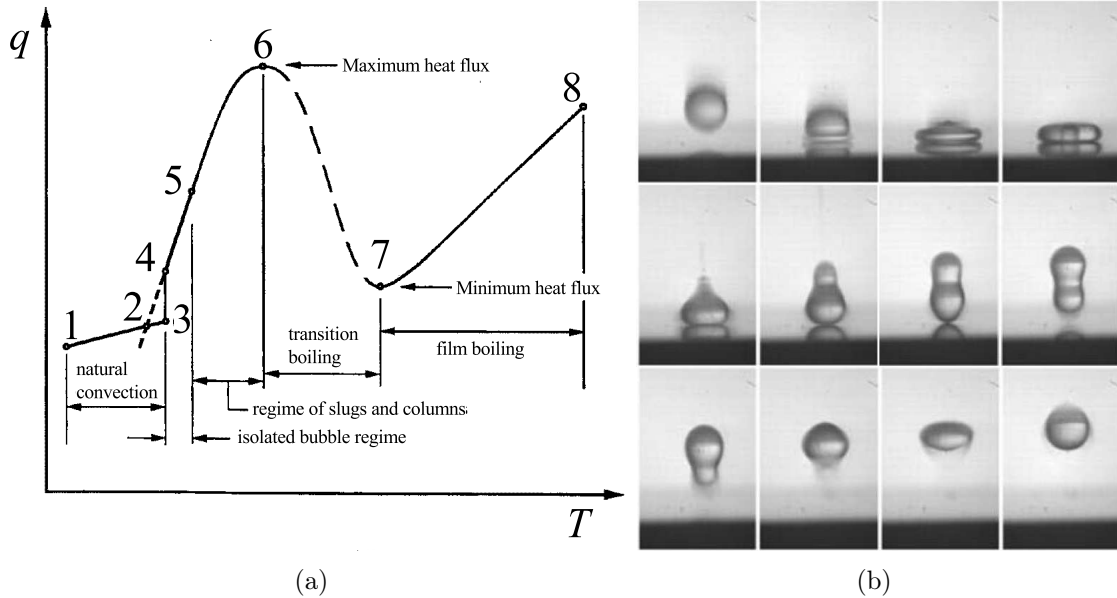 q
6
Maximum heat flux
8
5
4
7
Minimum heat flux
2
1
3
transition
boiling
film boiling
natural
convection
regime of slugs and columns
isolated bubble regime
T
(a)
(b)